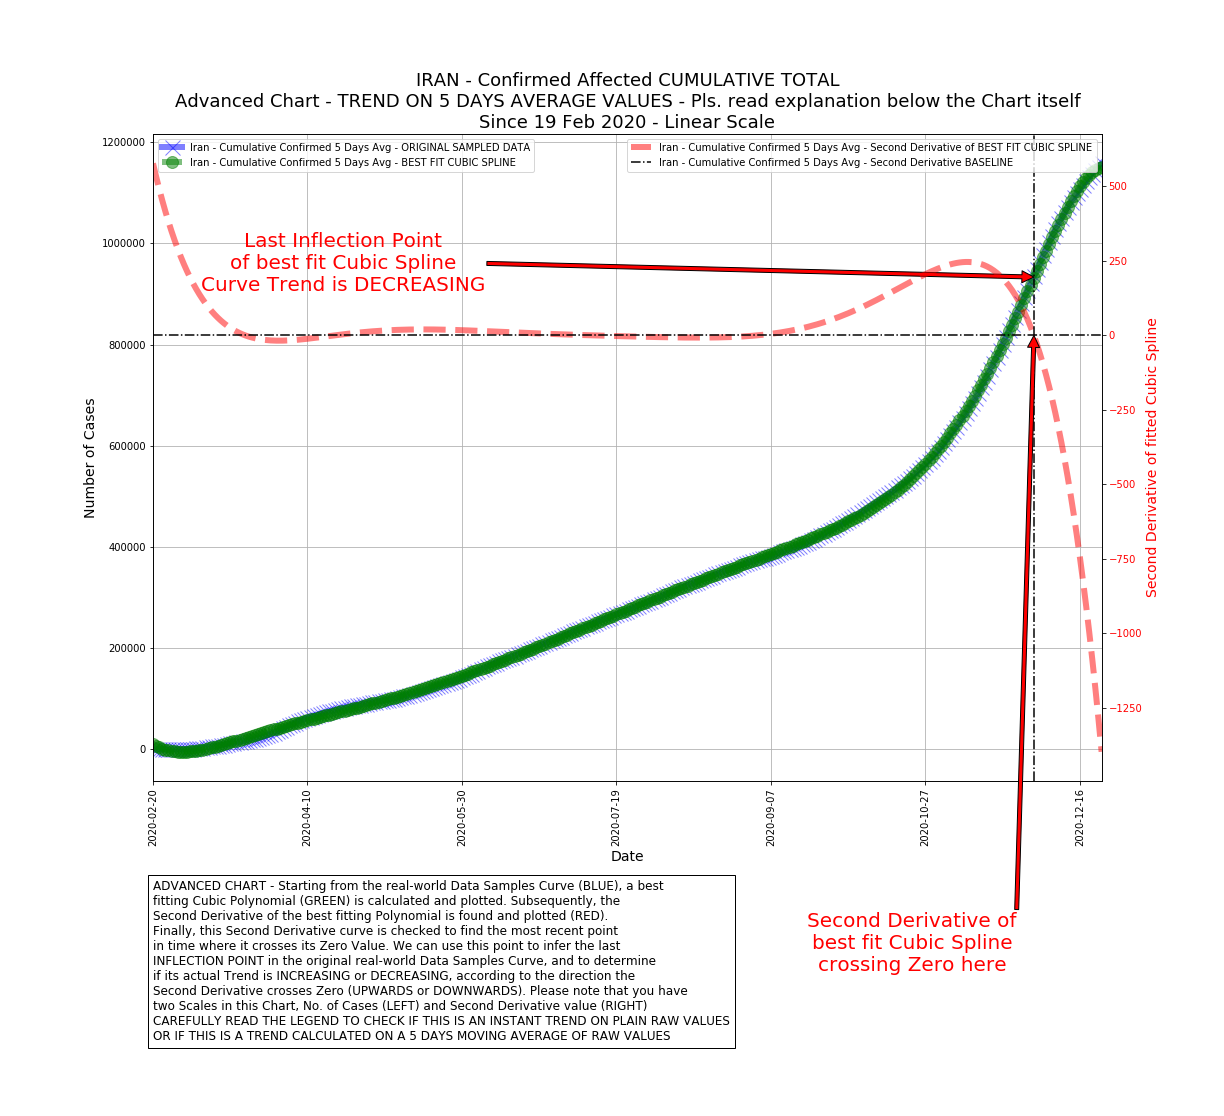 IRAN - Confirmed Affected CUMULATIVE TOTAL
Advanced Chart - TREND ON 5 DAYS AVERAGE VALUES - Pls. read explanation below the Chart itself
Since 19 Feb 2020 - Linear Scale
Iran - Cumulative Confirmed 5 Days Avg - ORIGINAL SAMPLED DATA
Iran - Cumulative Confirmed 5 Days Avg - BEST FIT CUBIC SPLINE
Iran - Cumulative Confirmed 5 Days Avg - Second Derivative of BEST FIT CUBIC SPLINE
Iran - Cumulative Confirmed 5 Days Avg - Second Derivative BASELINE
Last Inflection Point
of best fit Cubic Spline
Curve Trend is DECREASING
Number of Cases
1200000
1000000
800000
600000
400000
200000
0
500
250
0
−250
−500
−750
−1000
−1250
Second Derivative of fitted Cubic Spline
2020-02-20
2020-04-10
2020-05-30
2020-07-19
2020-09-07
2020-10-27
2020-12-16
Date
ADVANCED CHART - Starting from the real-world Data Samples Curve (BLUE), a best
fitting Cubic Polynomial (GREEN) is calculated and plotted. Subsequently, the
Second Derivative of the best fitting Polynomial is found and plotted (RED).
Finally, this Second Derivative curve is checked to find the most recent point
in time where it crosses its Zero Value. We can use this point to infer the last
INFLECTION POINT in the original real-world Data Samples Curve, and to determine
if its actual Trend is INCREASING or DECREASING, according to the direction the
Second Derivative crosses Zero (UPWARDS or DOWNWARDS). Please note that you have
two Scales in this Chart, No. of Cases (LEFT) and Second Derivative value (RIGHT)
CAREFULLY READ THE LEGEND TO CHECK IF THIS IS AN INSTANT TREND ON PLAIN RAW VALUES
OR IF THIS IS A TREND CALCULATED ON A 5 DAYS MOVING AVERAGE OF RAW VALUES
Second Derivative of
best fit Cubic Spline
crossing Zero here